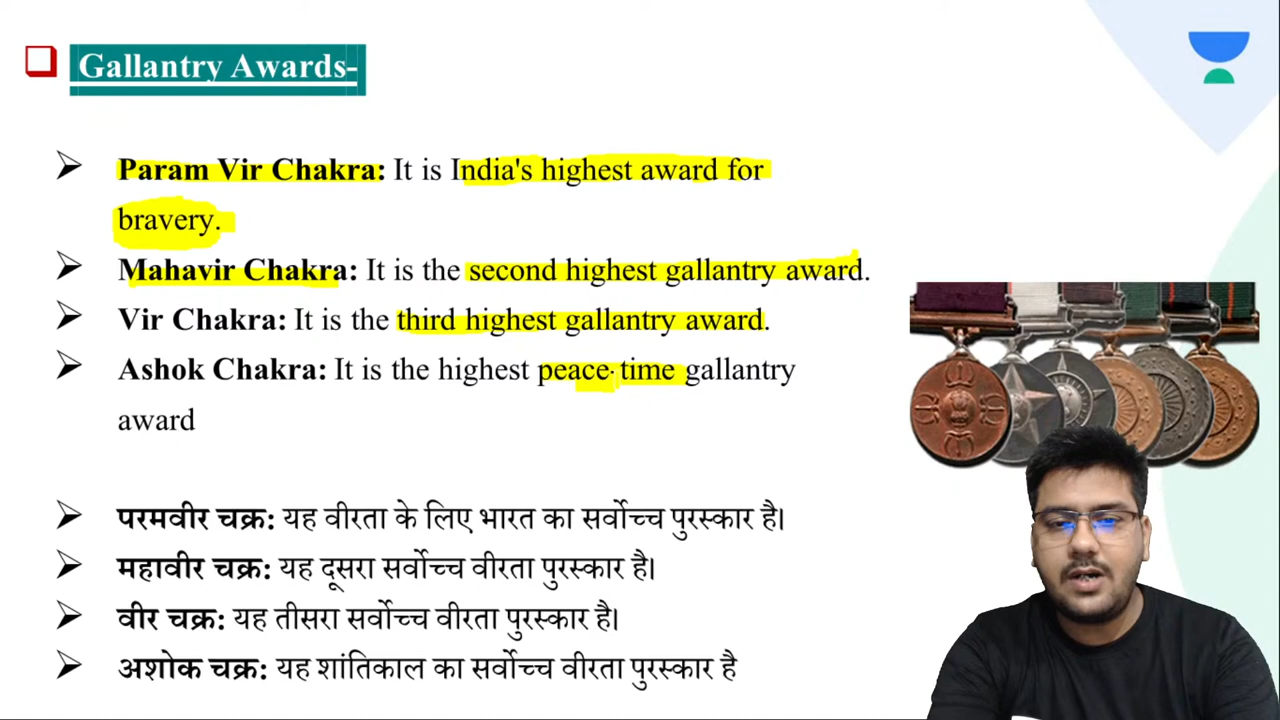 Gallantry Awards-
Param Vir Chakra: It is India's highest award for
bravery.
Mahavir Chakra: It is the second highest gallantry award.
Vir Chakra: It is the third highest gallantry award.
Ashok Chakra: It is the highest peace time gallantry
award
परमवीर चक्र: यह वीरता के लिए भारत का सर्वोच्च पुरस्कार है।
महावीर चक्र: यह दूसरा सर्वोच्च वीरता पुरस्कार है।
वीर चक्र: यह तीसरा सर्वोच्च वीरता पुरस्कार है।
अशोक चक्र: यह शांतिकाल का सर्वोच्च वीरता पुरस्कार है